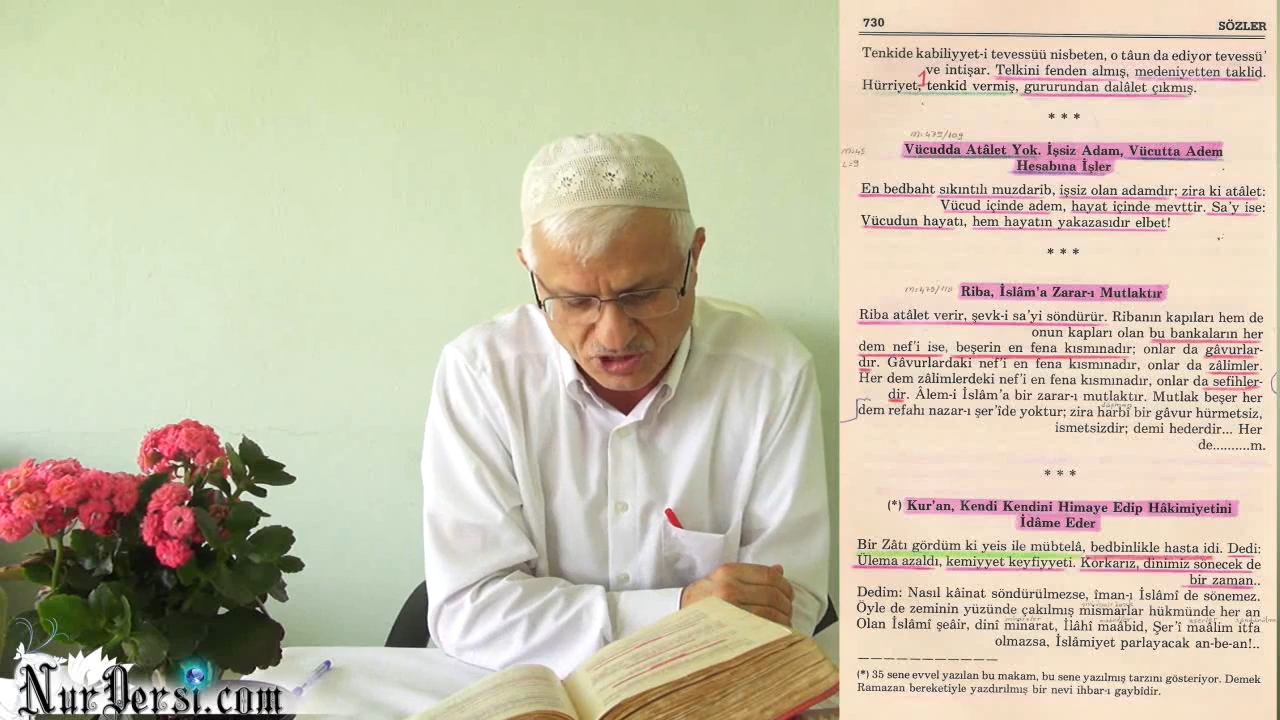 730
SÖZLER
Tenkide kabiliyyet-i tevessüü nisbeten, o tâun da ediyor tevessü'
ve intişar. Telkini fenden almış, medeniyetten taklid.
Hürriyet, tenkid vermiş, gururundan dalâlet çıkmış.
* * *
Vücudda Atâlet Yok. İşsiz Adam, Vücutta Adem
Hesabına İşler
En bedbaht sıkıntılı muzdarib, işsiz olan adamdır; zira ki atâlet:
Vücud içinde adem, hayat içinde mevttir. Sa'y ise:
Vücudun hayatı, hem hayatın yakazasıdır elbet!
* * *
Riba, İslâm'a Zarar-ı Mutlaktır
Riba atâlet verir, şevk-i sa'yi söndürür. Ribanın kapıları hem de
onun kapları olan bu bankaların her
dem nef'i ise, beşerin en fena kısmınadır; onlar da gâvurlar-
dır. Gâvurlardaki nef'i en fena kısmınadır, onlar da zâlimler.
Her dem zâlimlerdeki nef'i en fena kısmınadır, onlar da sefihler-
dir. Âlem-i İslâm'a bir zarar-ı mutlaktır. Mutlak beşer her
dem refahı nazar-ı şer'îde yoktur; zira harbî bir gâvur hürmetsiz,
ismetsizdir; demi hederdir... Her
de..........m.
* * *
(*) Kur'an, Kendi Kendini Himaye Edip Hâkimiyetini
İdâme Eder
Bir Zâtı gördüm ki yeis ile mübtelâ, bedbinlikle hasta idi. Dedi:
Ülema azaldı, kemiyyet keyfiyyeti. Korkarız, dinimiz sönecek de
bir zaman..
Dedim: Nasıl kâinat söndürülmezse, îman-ı İslâmî de sönemez.
Öyle de zeminin yüzünde çakılmış mismarlar hükmünde her an
Olan İslâmî şeâir, dinî minarat, İlâhî maâbid, Şer'î maâlim itfa
olmazsa, İslâmiyet parlayacak an-be-an!..
(*) 35 sene evvel yazılan bu makam, bu sene yazılmış tarzını gösteriyor. Demek
Ramazan bereketiyle yazdırılmış bir nevi ihbar-ı gaybîdir.
NurDersi.com